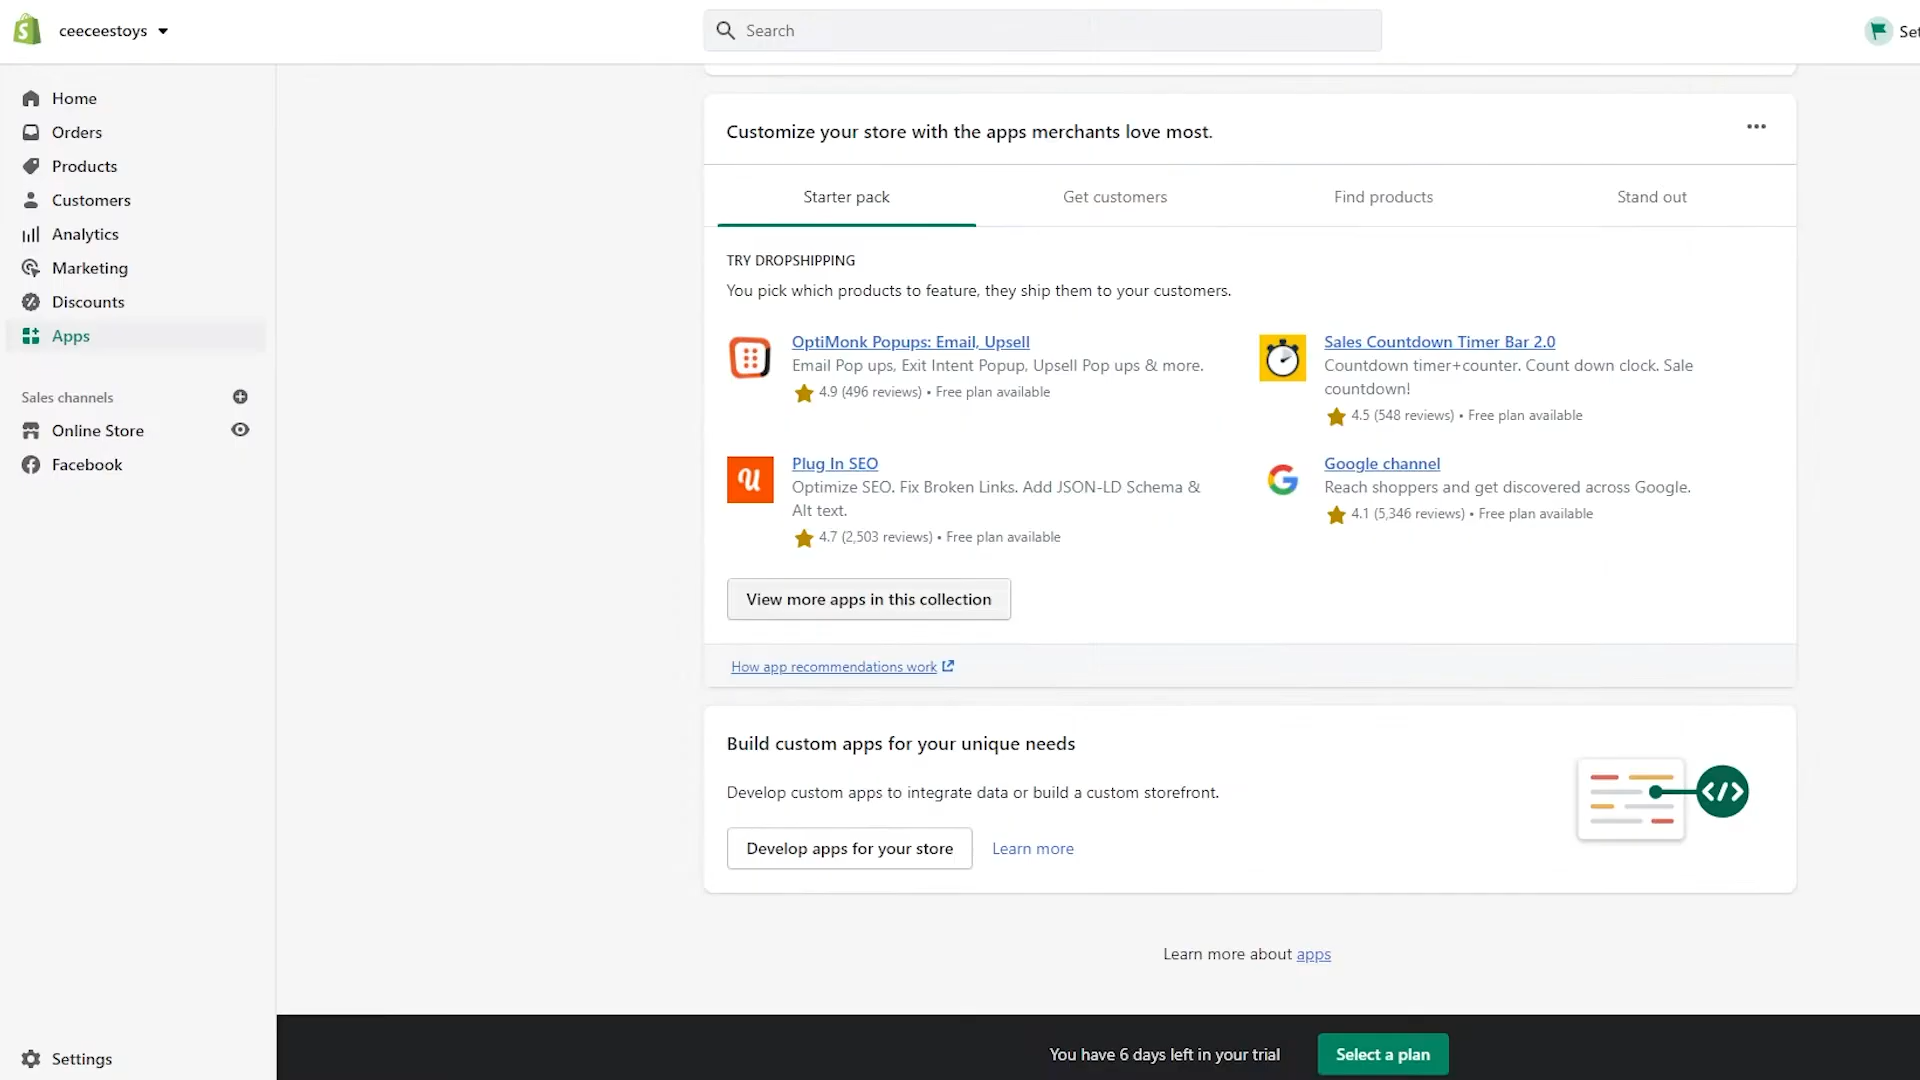 ceeceestoys
Search
Set
Home
Orders
Products
Customers
Analytics
Marketing
Discounts
Apps
Sales channels
Online Store
Facebook
Settings
Customize your store with the apps merchants love most.
Starter pack
Get customers
Find products
Stand out
TRY DROPSHIPPING
You pick which products to feature, they ship them to your customers.
OptiMonk Popups: Email, Upsell
Email Pop ups, Exit Intent Popup, Upsell Pop ups & more.
4.9 (496 reviews) • Free plan available
Sales Countdown Timer Bar 2.0
Countdown timer+counter. Count down clock. Sale
countdown!
4.5 (548 reviews) • Free plan available
Plug In SEO
Optimize SEO. Fix Broken Links. Add JSON-LD Schema &
Alt text.
4.7 (2,503 reviews) • Free plan available
Google channel
Reach shoppers and get discovered across Google.
4.1 (5,346 reviews) • Free plan available
View more apps in this collection
How app recommendations work
Build custom apps for your unique needs
Develop custom apps to integrate data or build a custom storefront.
Develop apps for your store
Learn more
Learn more about apps
You have 6 days left in your trial
Select a plan